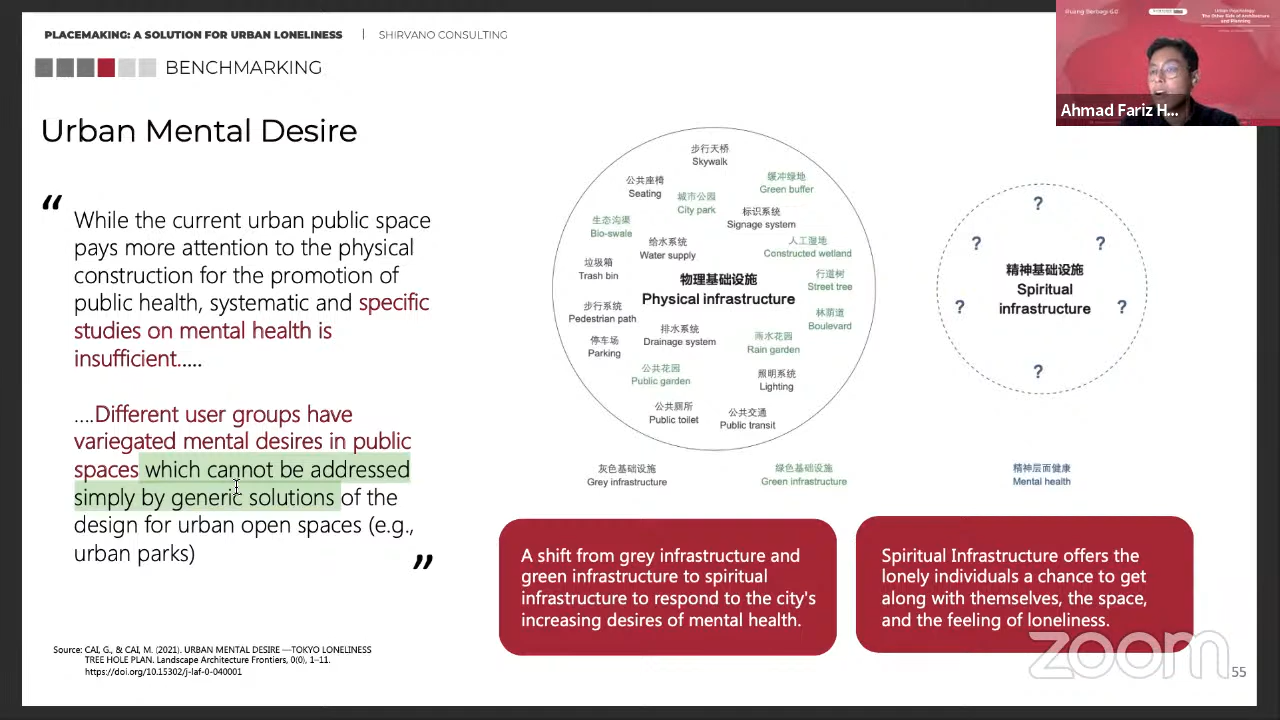 PLACEMAKING: A SOLUTION FOR URBAN LONELINESS | SHIRVANO CONSULTING
BENCHMARKING
Urban Mental Desire
“
While the current urban public space
pays more attention to the physical
construction for the promotion of
public health, systematic and specific
studies on mental health is
insufficient.....
....Different user groups have
variegated mental desires in public
spaces which cannot be addressed
simply by generic solutions of the
design for urban open spaces (e.g.,
urban parks)
”
Source: CAI, G., & CAI, M. (2021). URBAN MENTAL DESIRE —TOKYO LONELINESS
TREE HOLE PLAN. Landscape Architecture Frontiers, 0(0), 1–11.
https://doi.org/10.15302/j-laf-0-040001
步行天桥
Skywalk
公共座椅
Seating
城市公园
City park
缓冲绿地
Green buffer
生态沟渠
Bio-swale
标识系统
Signage system
给水系统
Water supply
人工湿地
Constructed wetland
垃圾箱
Trash bin
物理基础设施
Physical infrastructure
行道树
Street tree
步行系统
Pedestrian path
林荫道
Boulevard
排水系统
Drainage system
停车场
Parking
雨水花园
Rain garden
公共花园
Public garden
照明系统
Lighting
公共厕所
Public toilet
公共交通
Public transit
灰色基础设施
Grey infrastructure
绿色基础设施
Green infrastructure
?
?
?
精神基础设施
Spiritual
infrastructure
?
?
?
精神层面健康
Mental health
A shift from grey infrastructure and
green infrastructure to spiritual
infrastructure to respond to the city's
increasing desires of mental health.
Spiritual Infrastructure offers the
lonely individuals a chance to get
along with themselves, the space,
and the feeling of loneliness.
zoom
55
Ruang Berbagi 6.0
Urban Psychology:
The Other Side of Architecture
and Planning
Ahmad Fariz H...